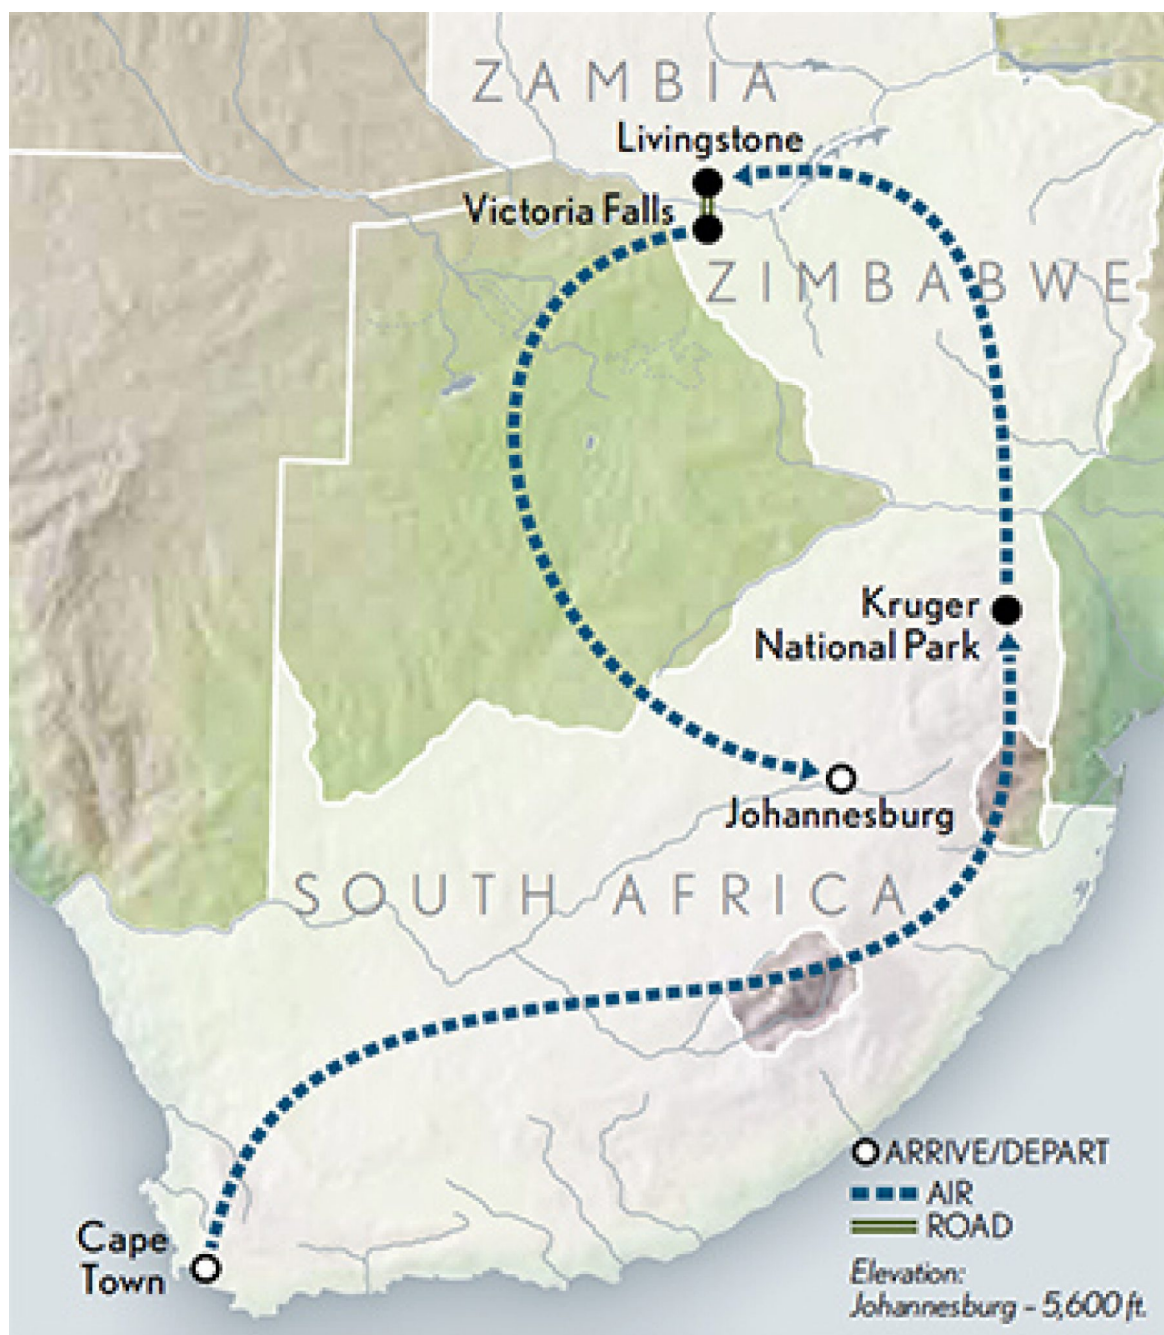 ZAMBIA
Livingstone
Victoria Falls
ZIMBABWE
Kruger
National Park
Johannesburg
SOUTH AFRICA
ARRIVE/DEPART
AIR
ROAD
Cape
Town
Elevation:
Johannesburg – 5,600 ft.